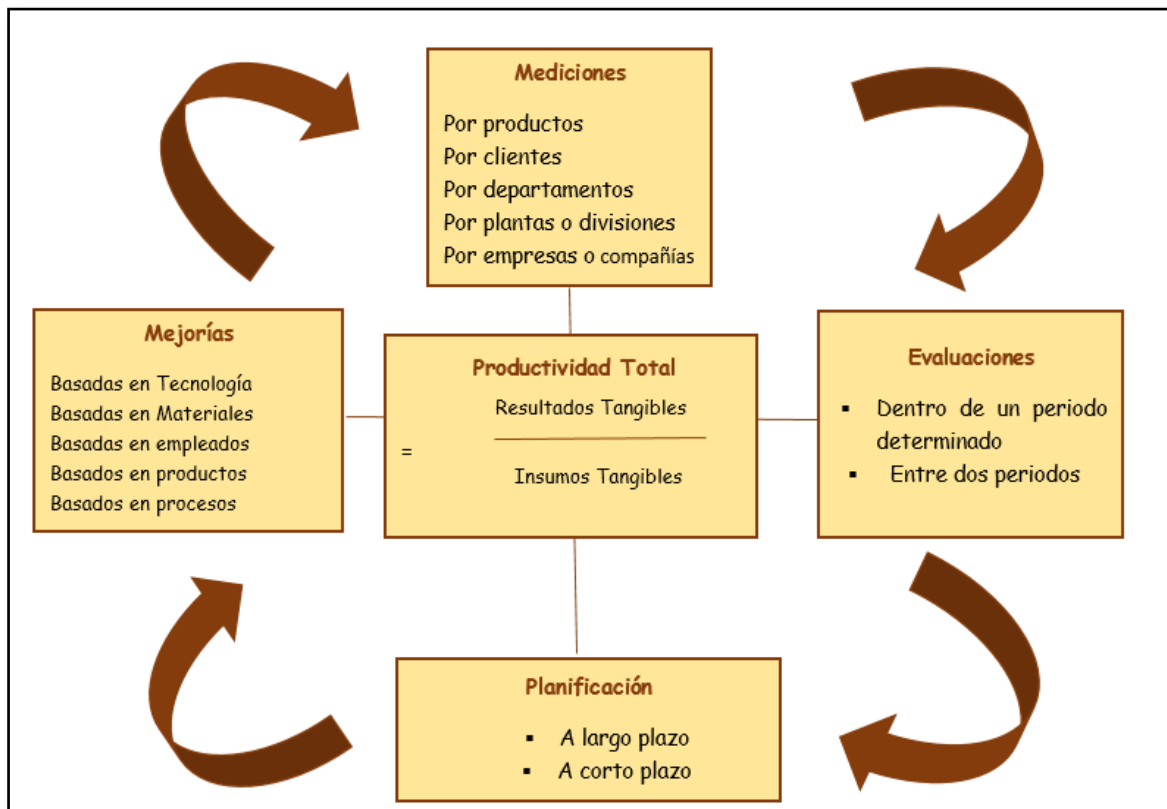 Mediciones
Por productos
Por clientes
Por departamentos
Por plantas o divisiones
Por empresas o compañías
Mejorías
Basadas en Tecnología
Basadas en Materiales
Basadas en empleados
Basados en productos
Basados en procesos
Productividad Total
Resultados Tangibles
=
Insumos Tangibles
Evaluaciones
▪ Dentro de un periodo
determinado
▪ Entre dos periodos
Planificación
▪ A largo plazo
▪ A corto plazo